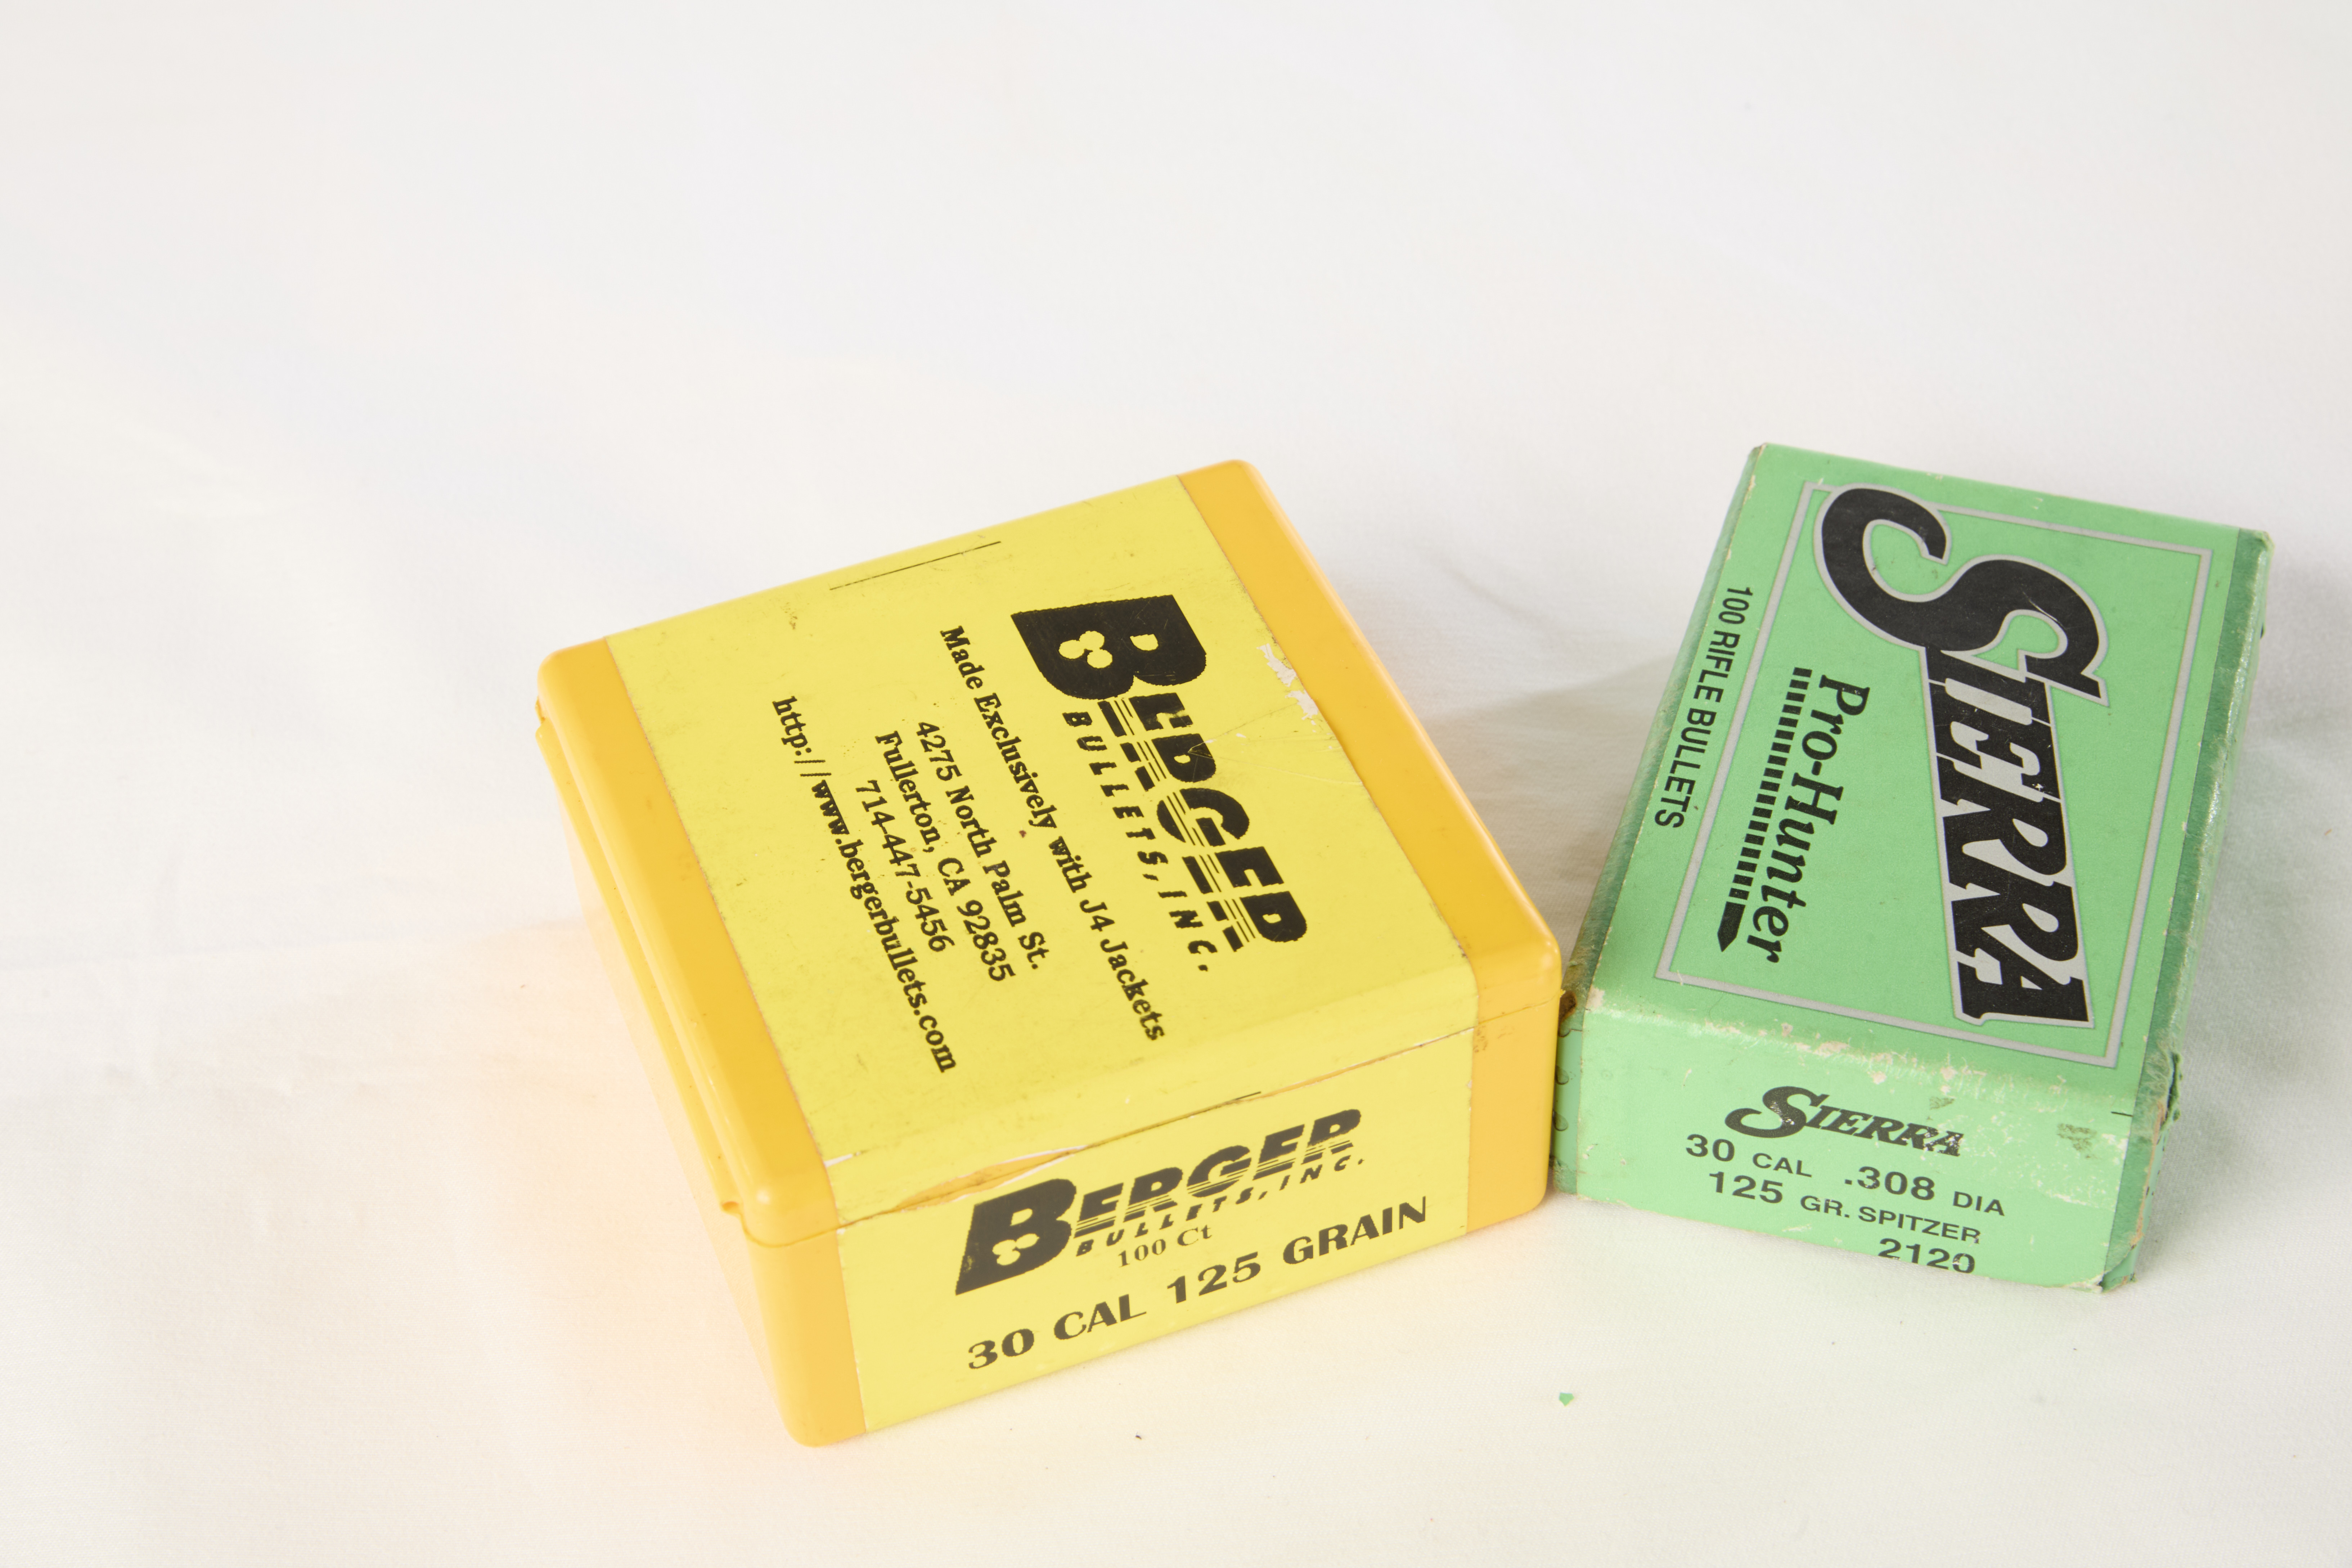 BERGER
BULLETS, INC.
Made Exclusively with J4 Jackets
4275 North Palm St.
Fullerton, CA 92835
714-447-5456
http://www.bergerbullets.com
BERGER
BULLETS, INC.
100 Ct
30 CAL 125 GRAIN
SIERRA
Pro-Hunter
100 RIFLE BULLETS
SIERRA
30 CAL .308 DIA
125 GR. SPITZER
2120